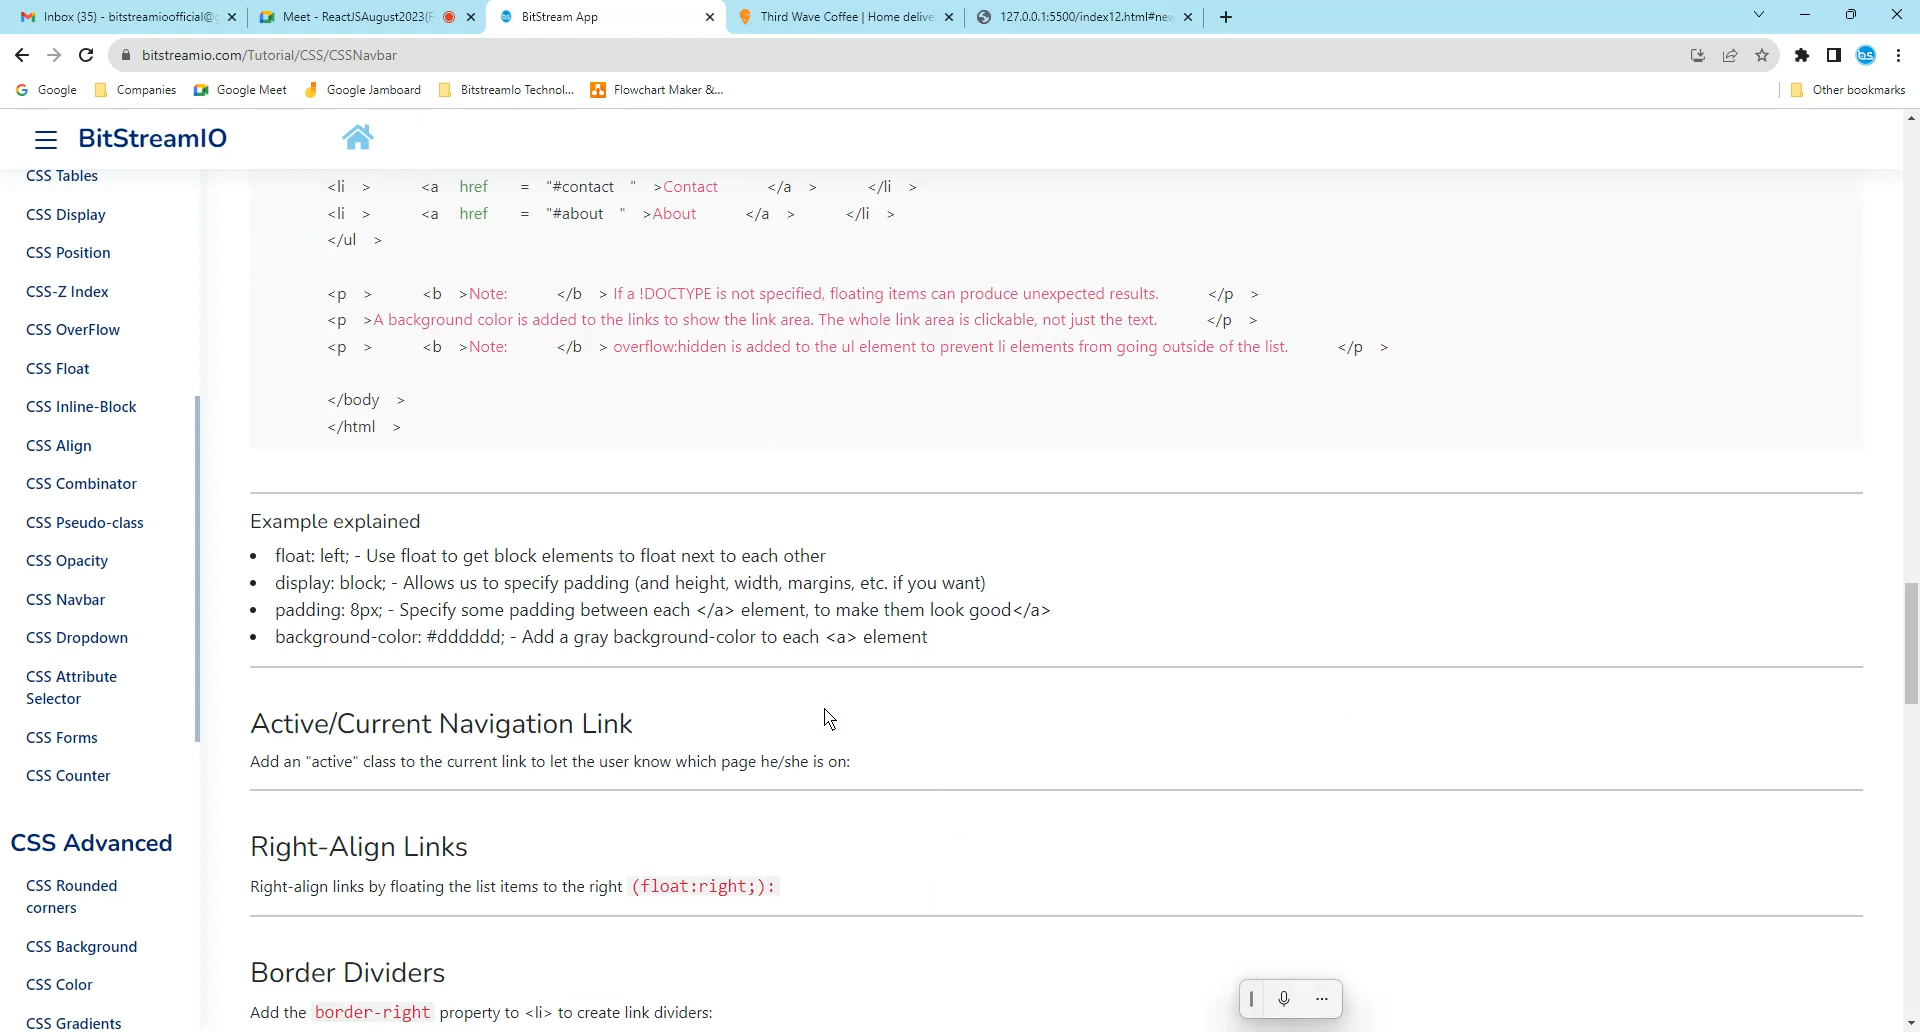 Inbox (35) - bitstreamioofficial@g
Meet - ReactJSAugust2023(F
BitStream App
Third Wave Coffee | Home delive
127.0.0.1:5500/index12.html#new
bitstreamio.com/Tutorial/CSS/CSSNavbar
Google
Companies
Google Meet
Google Jamboard
BitstreamIo Technol...
Flowchart Maker &...
Other bookmarks
BitStreamIO
CSS Tables
CSS Display
CSS Position
CSS-Z Index
CSS OverFlow
CSS Float
CSS Inline-Block
CSS Align
CSS Combinator
CSS Pseudo-class
CSS Opacity
CSS Navbar
CSS Dropdown
CSS Attribute
Selector
CSS Forms
CSS Counter
CSS Advanced
CSS Rounded
corners
CSS Background
CSS Color
CSS Gradients
<li > <a href = "#contact " >Contact </a > </li >
<li > <a href = "#about " >About </a > </li >
</ul >
<p > <b >Note: </b > If a !DOCTYPE is not specified, floating items can produce unexpected results. </p >
<p >A background color is added to the links to show the link area. The whole link area is clickable, not just the text. </p >
<p > <b >Note: </b > overflow:hidden is added to the ul element to prevent li elements from going outside of the list. </p >
</body >
</html >
Example explained
• float: left; - Use float to get block elements to float next to each other
• display: block; - Allows us to specify padding (and height, width, margins, etc. if you want)
• padding: 8px; - Specify some padding between each </a> element, to make them look good</a>
• background-color: #dddddd; - Add a gray background-color to each <a> element
Active/Current Navigation Link
Add an "active" class to the current link to let the user know which page he/she is on:
Right-Align Links
Right-align links by floating the list items to the right (float:right;):
Border Dividers
Add the border-right property to <li> to create link dividers: